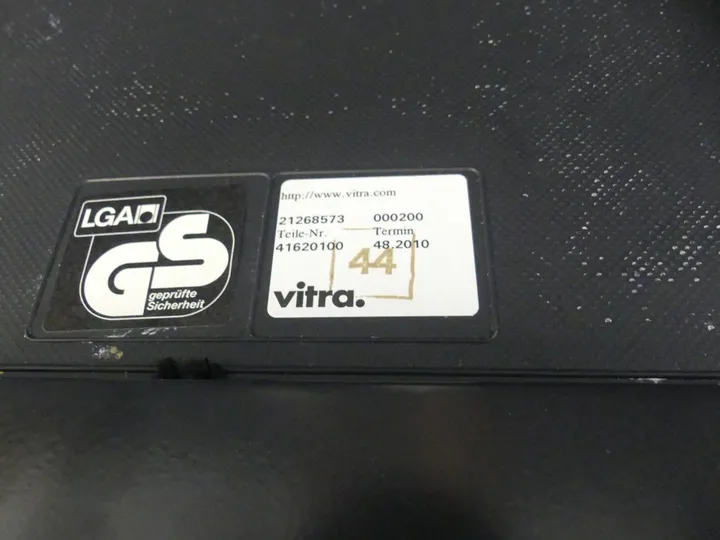 LGA
GS
geprüfte
Sicherheit
http://www.vitra.com
21268573 000200
Teile-Nr. Termin
41620100 48.2010
44
vitra.